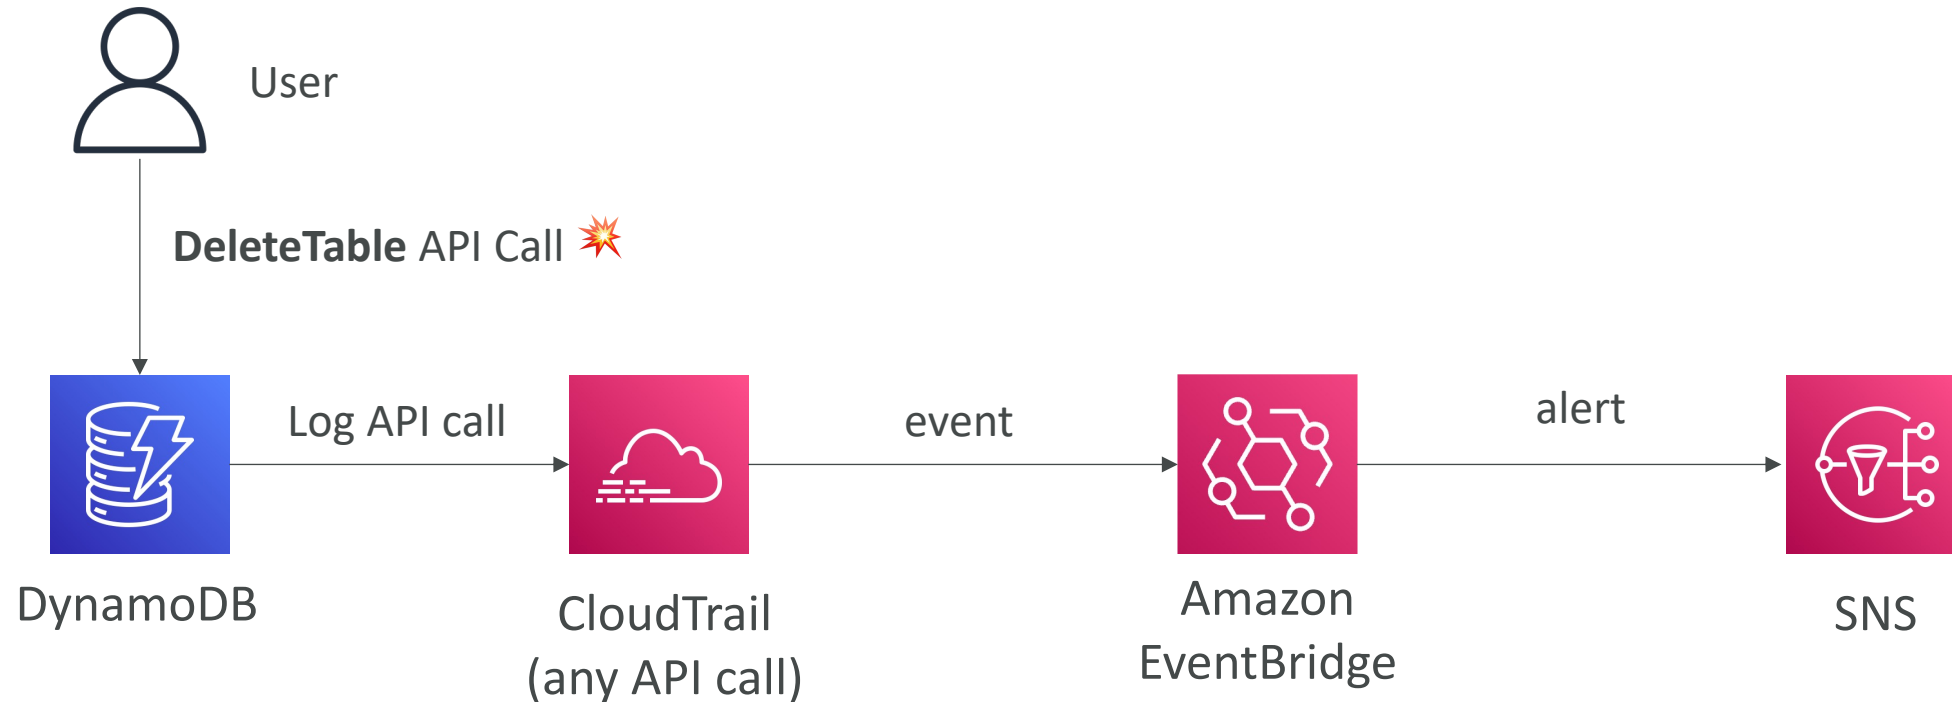 User
DeleteTable API Call
Log API call
event
alert
DynamoDB
CloudTrail
(any API call)
Amazon
EventBridge
SNS